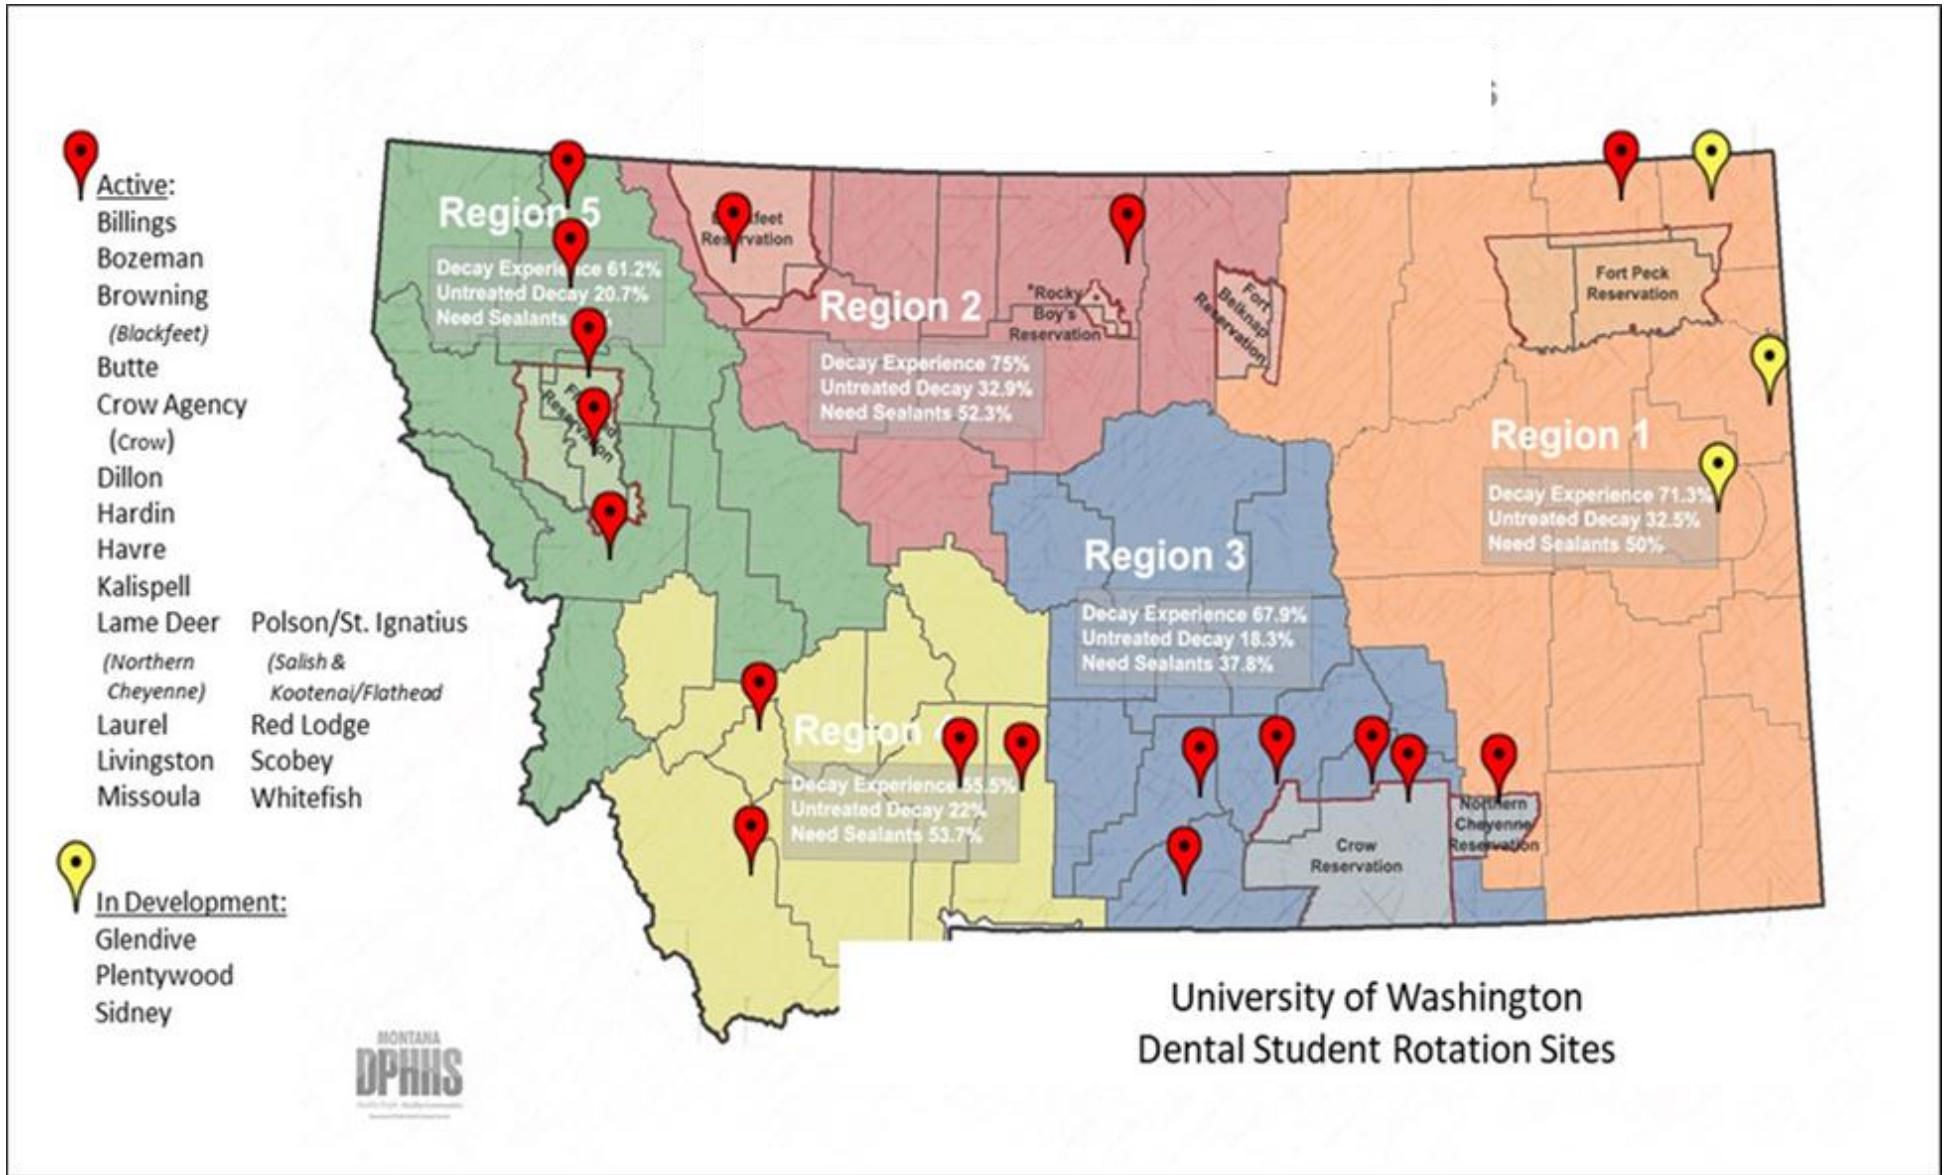 Active:
Billings
Bozeman
Browning
(Blackfeet)
Butte
Crow Agency
(Crow)
Dillon
Hardin
Havre
Kalispell
Lame Deer
(Northern
Cheyenne)
Laurel
Livingston
Missoula
Polson/St. Ignatius
(Salish &
Kootenai/Flathead
Red Lodge
Scobey
Whitefish
In Development:
Glendive
Plentywood
Sidney
Region 5
Decay Experience 61.2%
Untreated Decay 20.7%
Need Sealants
Reservation
Reservation
Region 2
Decay Experience 75%
Untreated Decay 32.9%
Need Sealants 52.3%
*Rocky
Boy's
Reservation
Fort
Belknap
Reservation
Fort Peck
Reservation
Region 1
Decay Experience 71.3%
Untreated Decay 32.5%
Need Sealants 50%
Region 3
Decay Experience 67.9%
Untreated Decay 18.3%
Need Sealants 37.8%
Region
Decay Experience 55.5%
Untreated Decay 22%
Need Sealants 53.7%
Crow
Reservation
Northern
Cheyenne
Reservation
University of Washington
Dental Student Rotation Sites
MONTANA
DPHHS